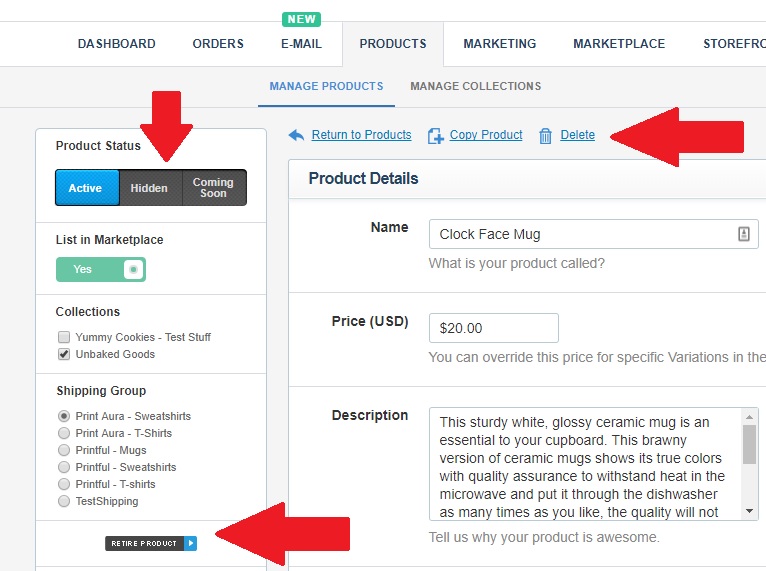 NEW
DASHBOARD ORDERS E-MAIL PRODUCTS MARKETING MARKETPLACE STOREFRO
MANAGE PRODUCTS MANAGE COLLECTIONS
Return to Products Copy Product Delete
Product Status
Active Hidden Coming
Soon
List in Marketplace
Yes
Collections
Yummy Cookies - Test Stuff
Unbaked Goods
Shipping Group
Print Aura - Sweatshirts
Print Aura - T-Shirts
Printful - Mugs
Printful - Sweatshirts
Printful - T-shirts
TestShipping
RETIRE PRODUCT
Product Details
Name Clock Face Mug
What is your product called?
Price (USD) $20.00
You can override this price for specific Variations in the
Description
This sturdy white, glossy ceramic mug is an
essential to your cupboard. This brawny
version of ceramic mugs shows its true colors
with quality assurance to withstand heat in the
microwave and put it through the dishwasher
as many times as you like, the quality will not
Tell us why your product is awesome.